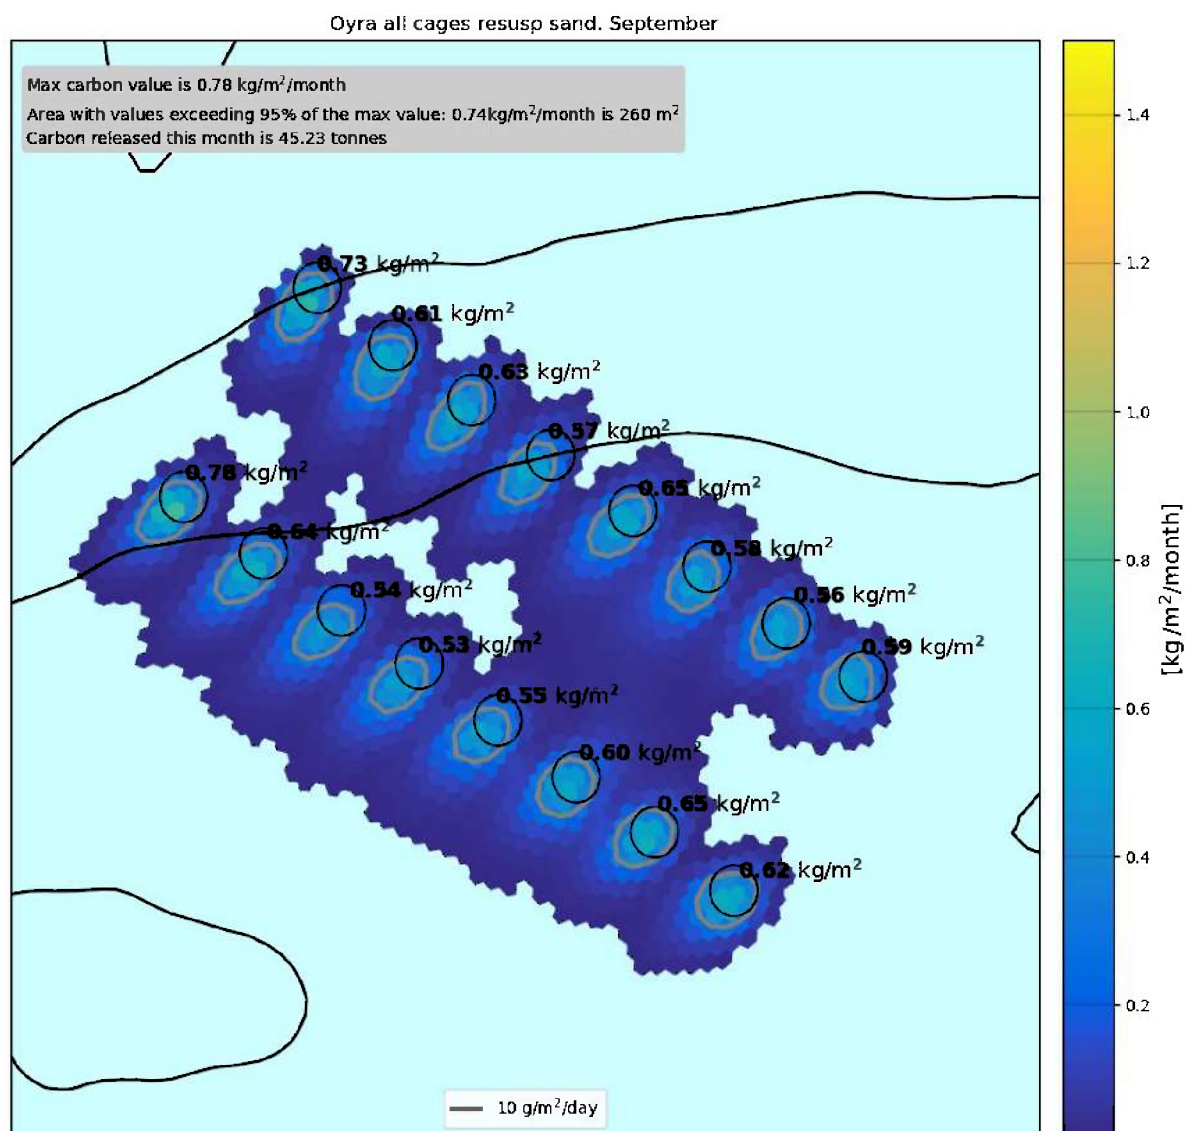 Oyra all cages resusp sand. September
Max carbon value is 0.78 kg/m²/month
Area with values exceeding 95% of the max value: 0.74kg/m²/month is 260 m²
Carbon released this month is 45.23 tonnes
0.73 kg/m²
0.61 kg/m²
0.63 kg/m²
0.57 kg/m²
0.78 kg/m²
0.65 kg/m²
0.64 kg/m²
0.58 kg/m²
0.54 kg/m²
0.56 kg/m²
0.53 kg/m²
0.59 kg/m²
0.55 kg/m²
0.60 kg/m²
0.65 kg/m²
0.62 kg/m²
10 g/m²/day
1.4
1.2
1.0
0.8
0.6
0.4
0.2
[kg/m²/month]